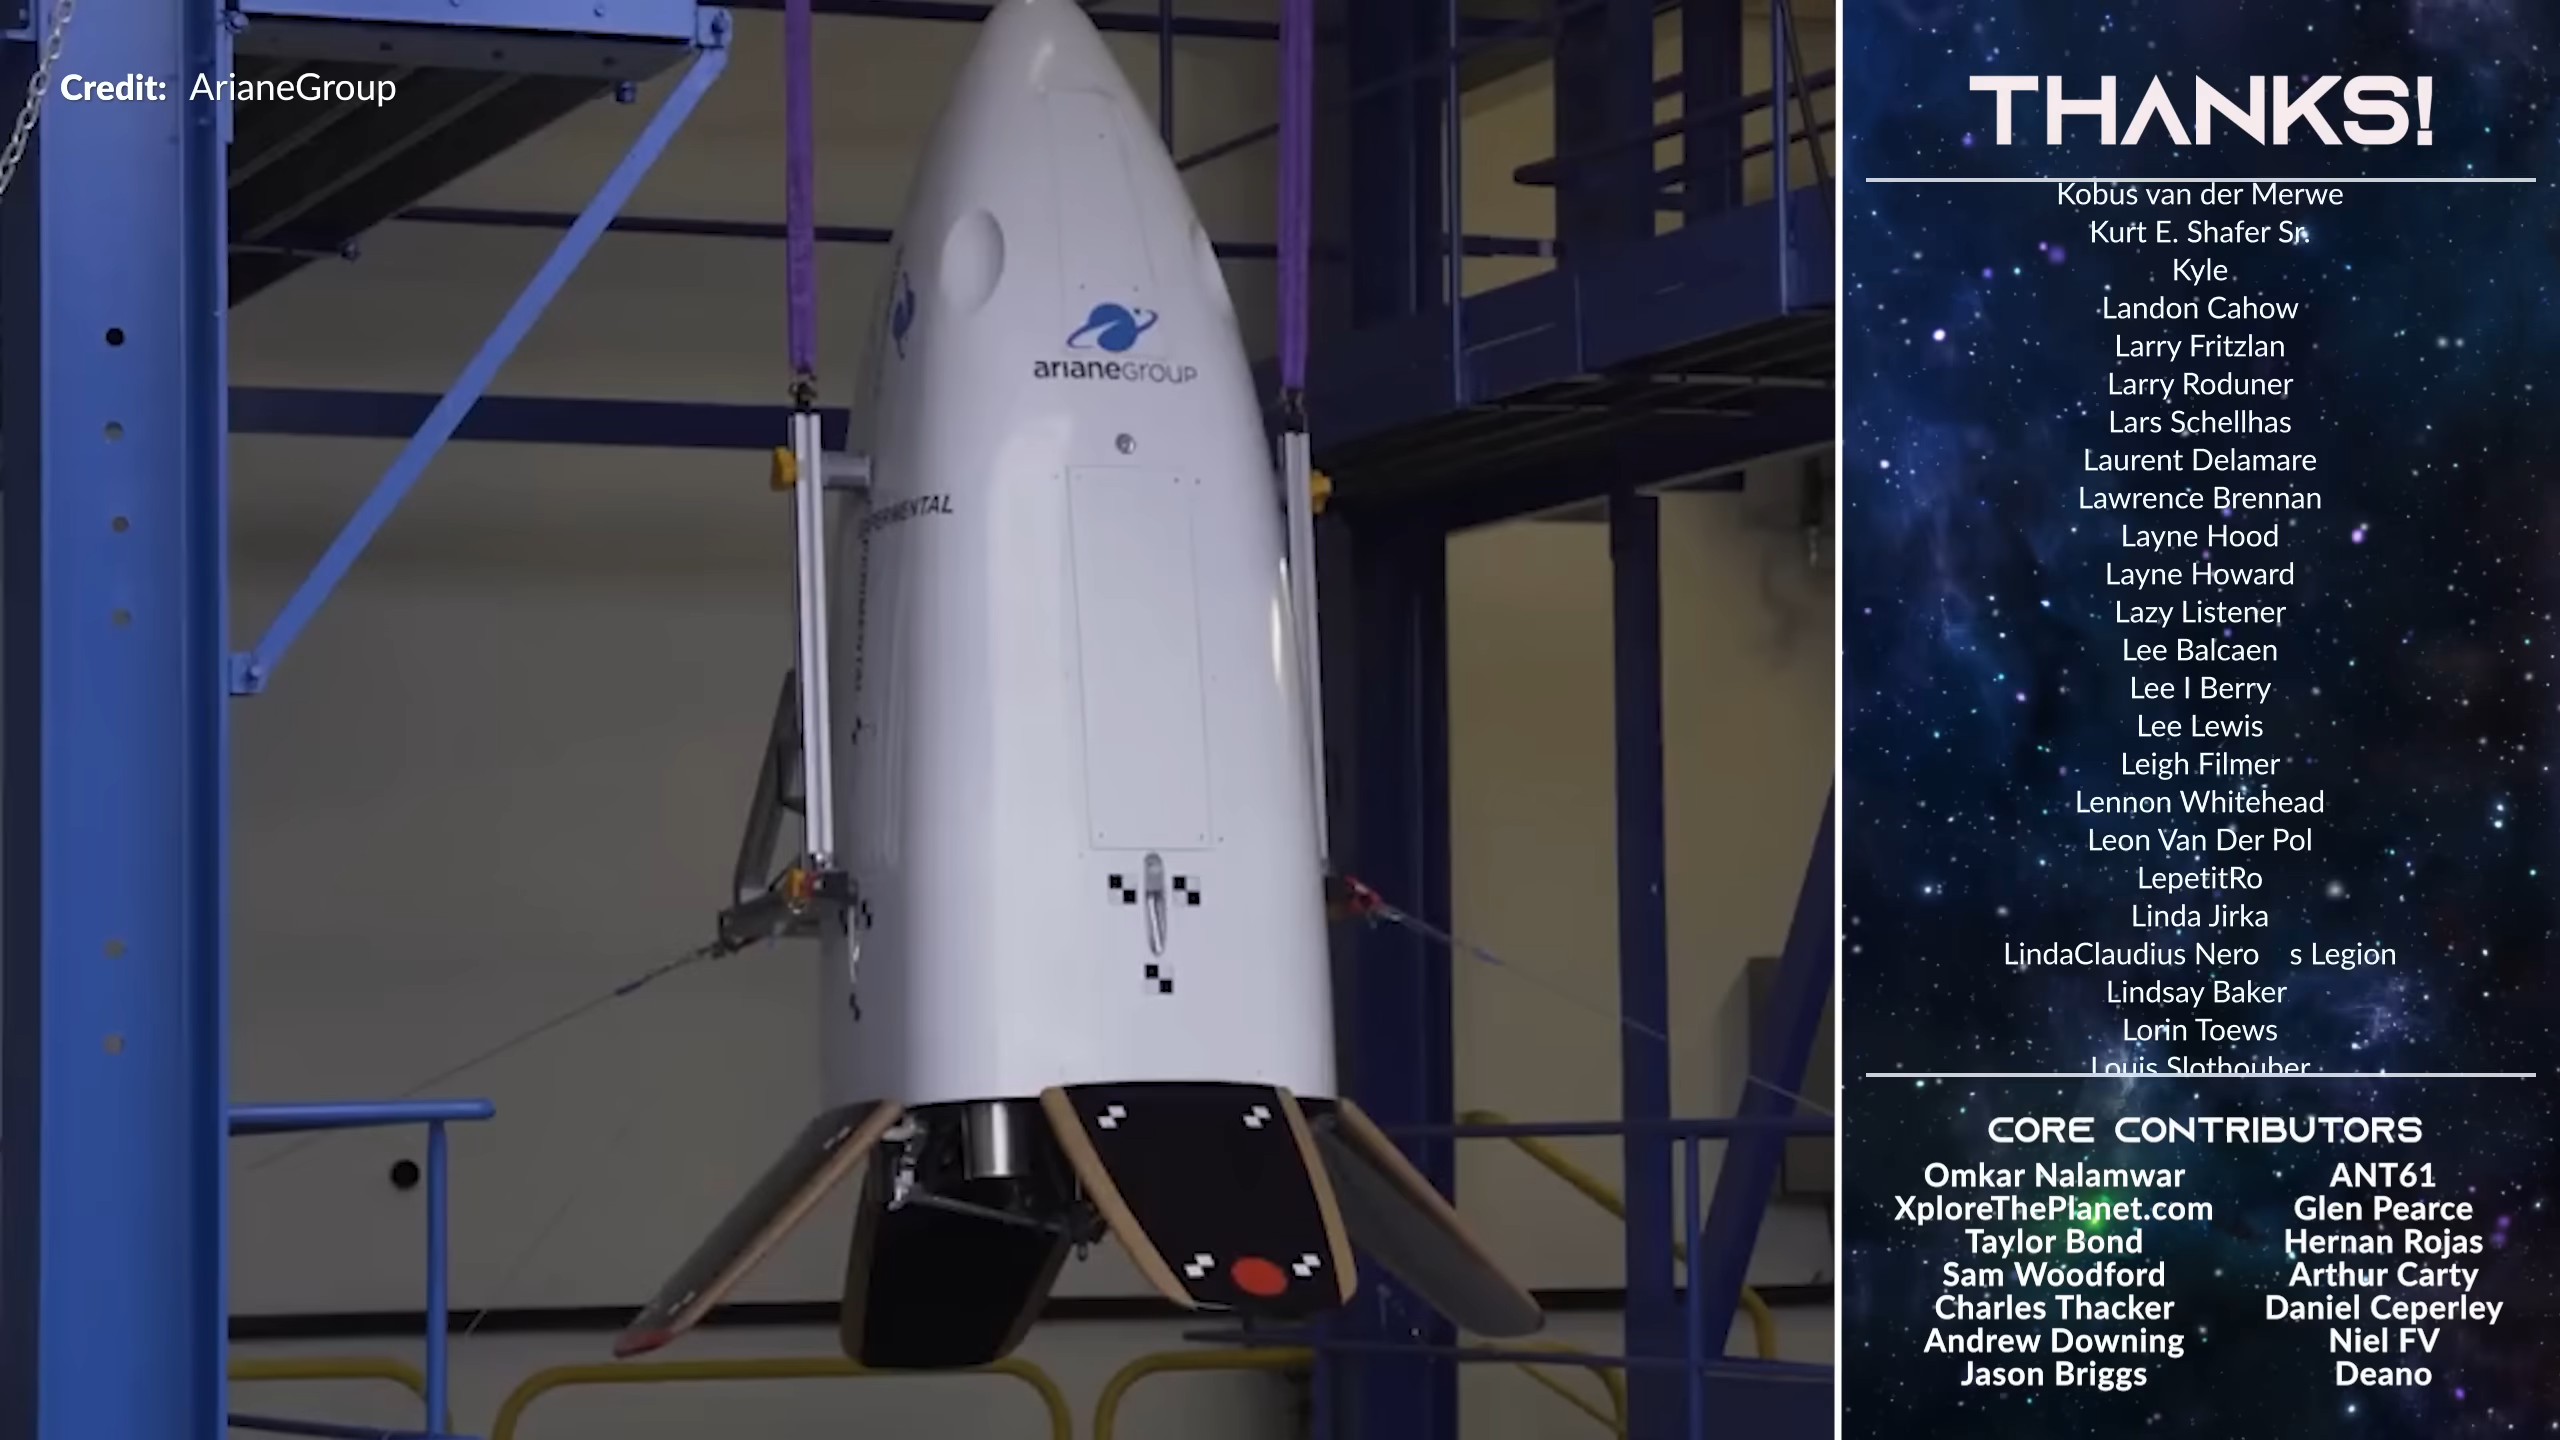 Credit: ArianeGroup
arianeGROUP
THANKS!
Kobus van der Merwe
Kurt E. Shafer Sr.
Kyle
Landon Cahow
Larry Fritzlan
Larry Roduner
Lars Schellhas
Laurent Delamare
Lawrence Brennan
Layne Hood
Layne Howard
Lazy Listener
Lee Balcaen
Lee I Berry
Lee Lewis
Leigh Filmer
Lennon Whitehead
Leon Van Der Pol
LepetitRo
Linda Jirka
LindaClaudius Nero s Legion
Lindsay Baker
Lorin Toews
Louis Slothouber
CORE CONTRIBUTORS
Omkar Nalamwar
XploreThePlanet.com
Taylor Bond
Sam Woodford
Charles Thacker
Andrew Downing
Jason Briggs
ANT61
Glen Pearce
Hernan Rojas
Arthur Carty
Daniel Ceperley
Niel FV
Deano